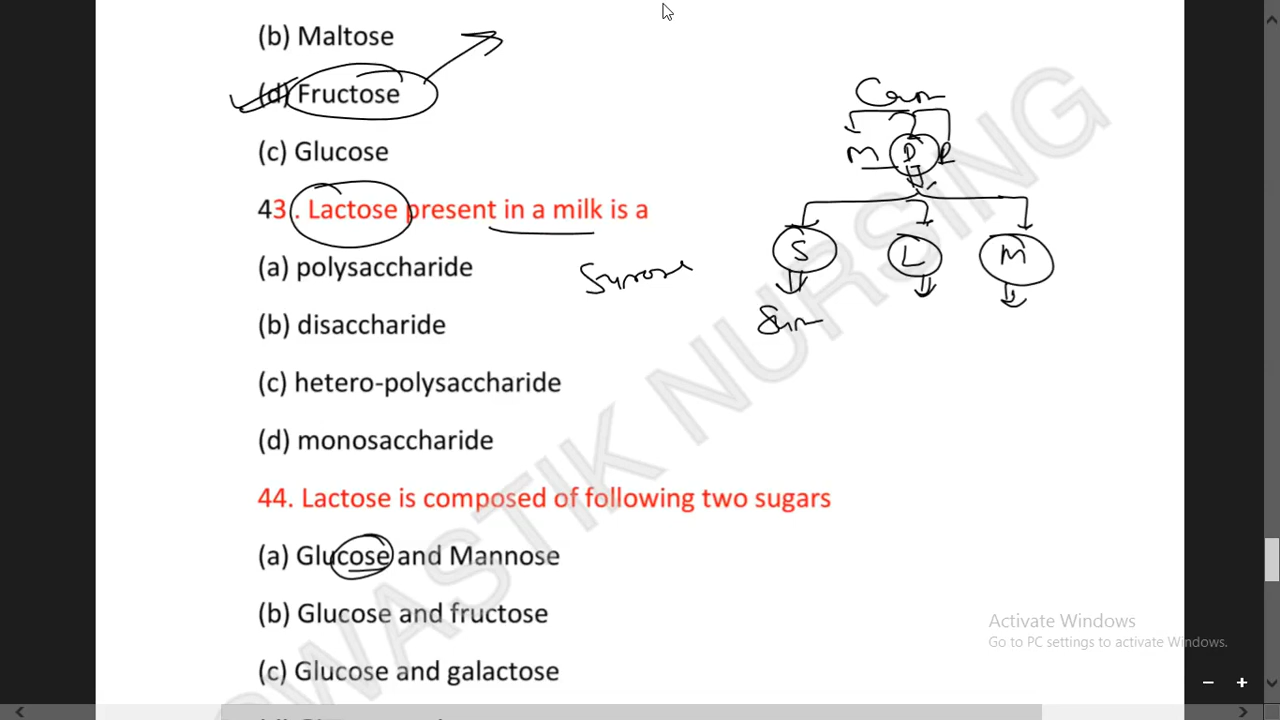 (b) Maltose
(d) Fructose
(c) Glucose
43. Lactose present in a milk is a
(a) polysaccharide
(b) disaccharide
(c) hetero-polysaccharide
(d) monosaccharide
44. Lactose is composed of following two sugars
(a) Glucose and Mannose
(b) Glucose and fructose
(c) Glucose and galactose
M D
S L M
SWASTIK NURSING
Activate Windows
Go to PC settings to activate Windows.